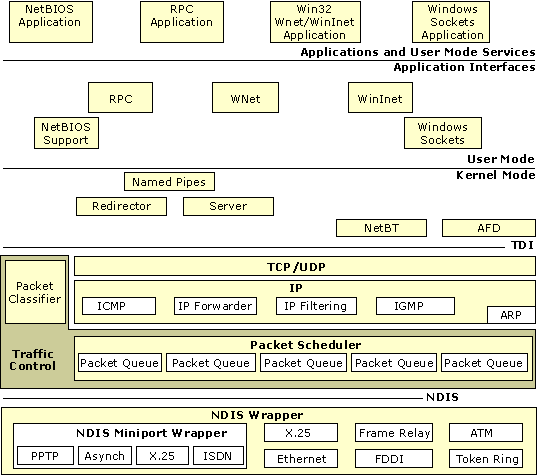 NetBIOS
Application
RPC
Application
Win32
Wnet/WinInet
Application
Windows
Sockets
Application
Applications and User Mode Services
Application Interfaces
RPC
WNet
WinInet
NetBIOS
Support
Windows
Sockets
User Mode
Kernel Mode
Named Pipes
Redirector
Server
NetBT
AFD
TDI
Packet
Classifier
TCP/UDP
IP
ICMP
IP Forwarder
IP Filtering
IGMP
ARP
Traffic
Control
Packet Scheduler
Packet Queue
Packet Queue
Packet Queue
Packet Queue
Packet Queue
NDIS
NDIS Wrapper
NDIS Miniport Wrapper
PPTP
Asynch
X.25
ISDN
X.25
Frame Relay
ATM
Ethernet
FDDI
Token Ring